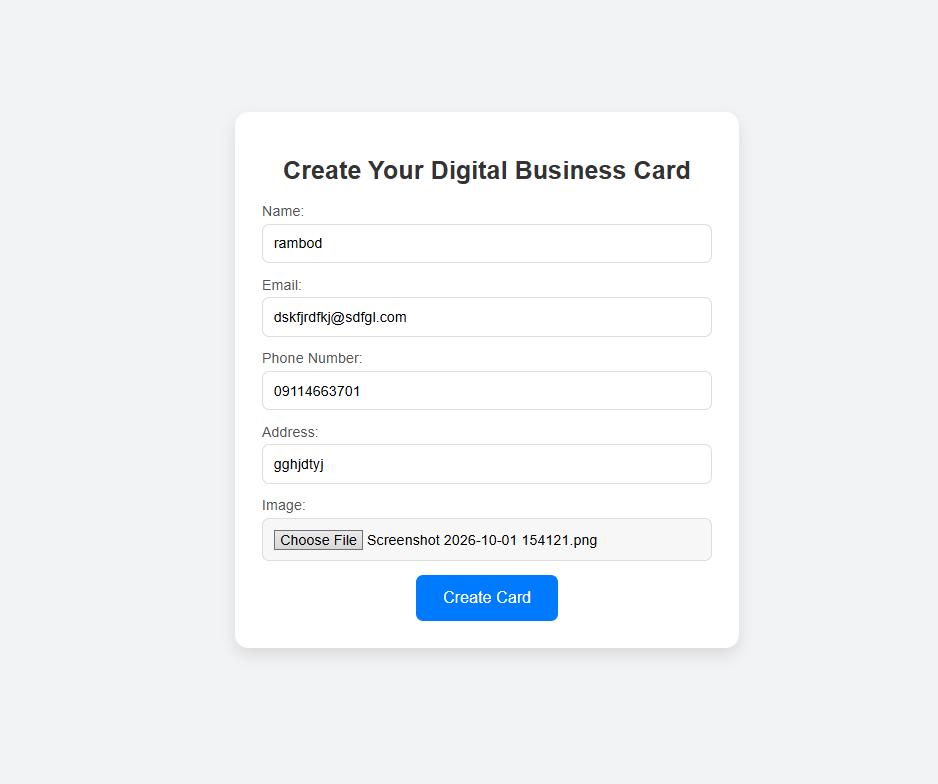 Create Your Digital Business Card
Name:
rambod
Email:
dskfjrdfkj@sdfgl.com
Phone Number:
09114663701
Address:
gghjdtyj
Image:
Choose File Screenshot 2026-10-01 154121.png
Create Card